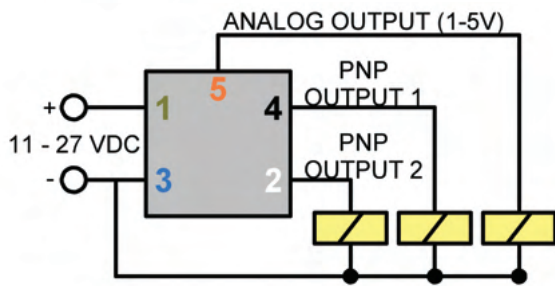 ANALOG OUTPUT (1-5V)
5
PNP
OUTPUT 1
+
1
4
11 - 27 VDC
PNP
OUTPUT 2
-
3
2